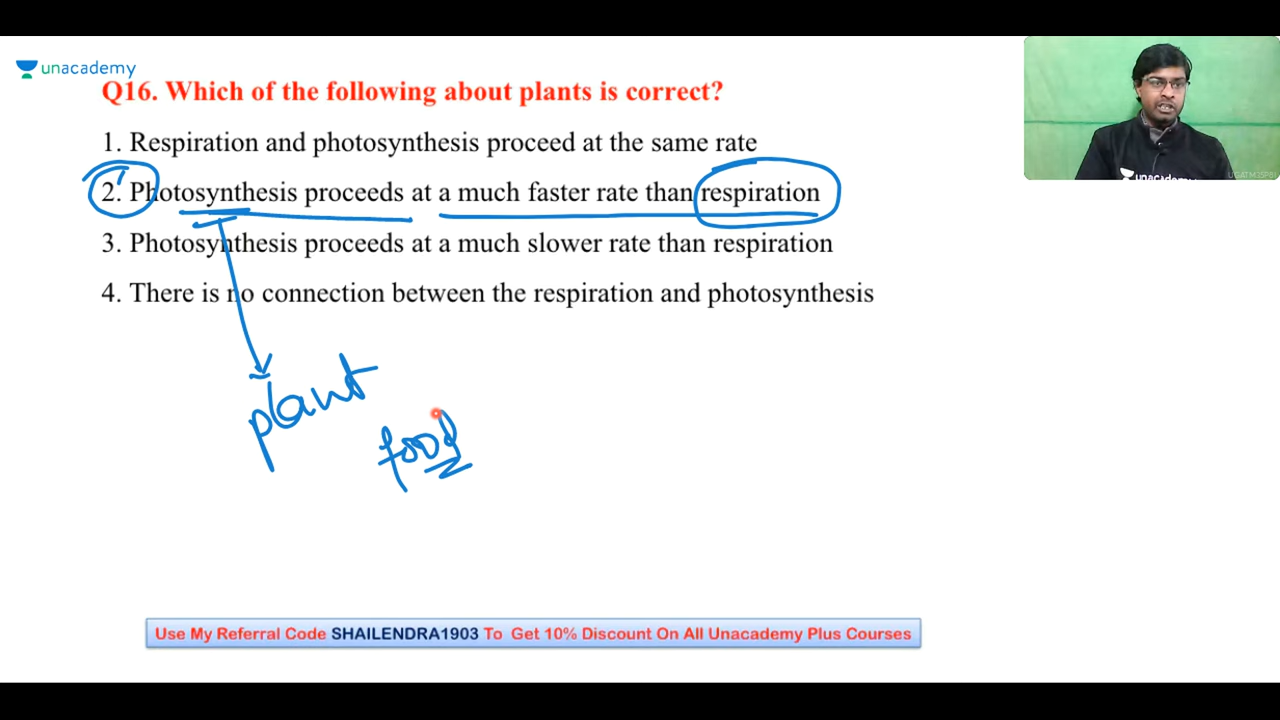 unacademy
Q16. Which of the following about plants is correct?
1. Respiration and photosynthesis proceed at the same rate
2. Photosynthesis proceeds at a much faster rate than respiration
3. Photosynthesis proceeds at a much slower rate than respiration
4. There is no connection between the respiration and photosynthesis
plant
food
unacademy
Use My Referral Code SHAILENDRA1903 To Get 10% Discount On All Unacademy Plus Courses